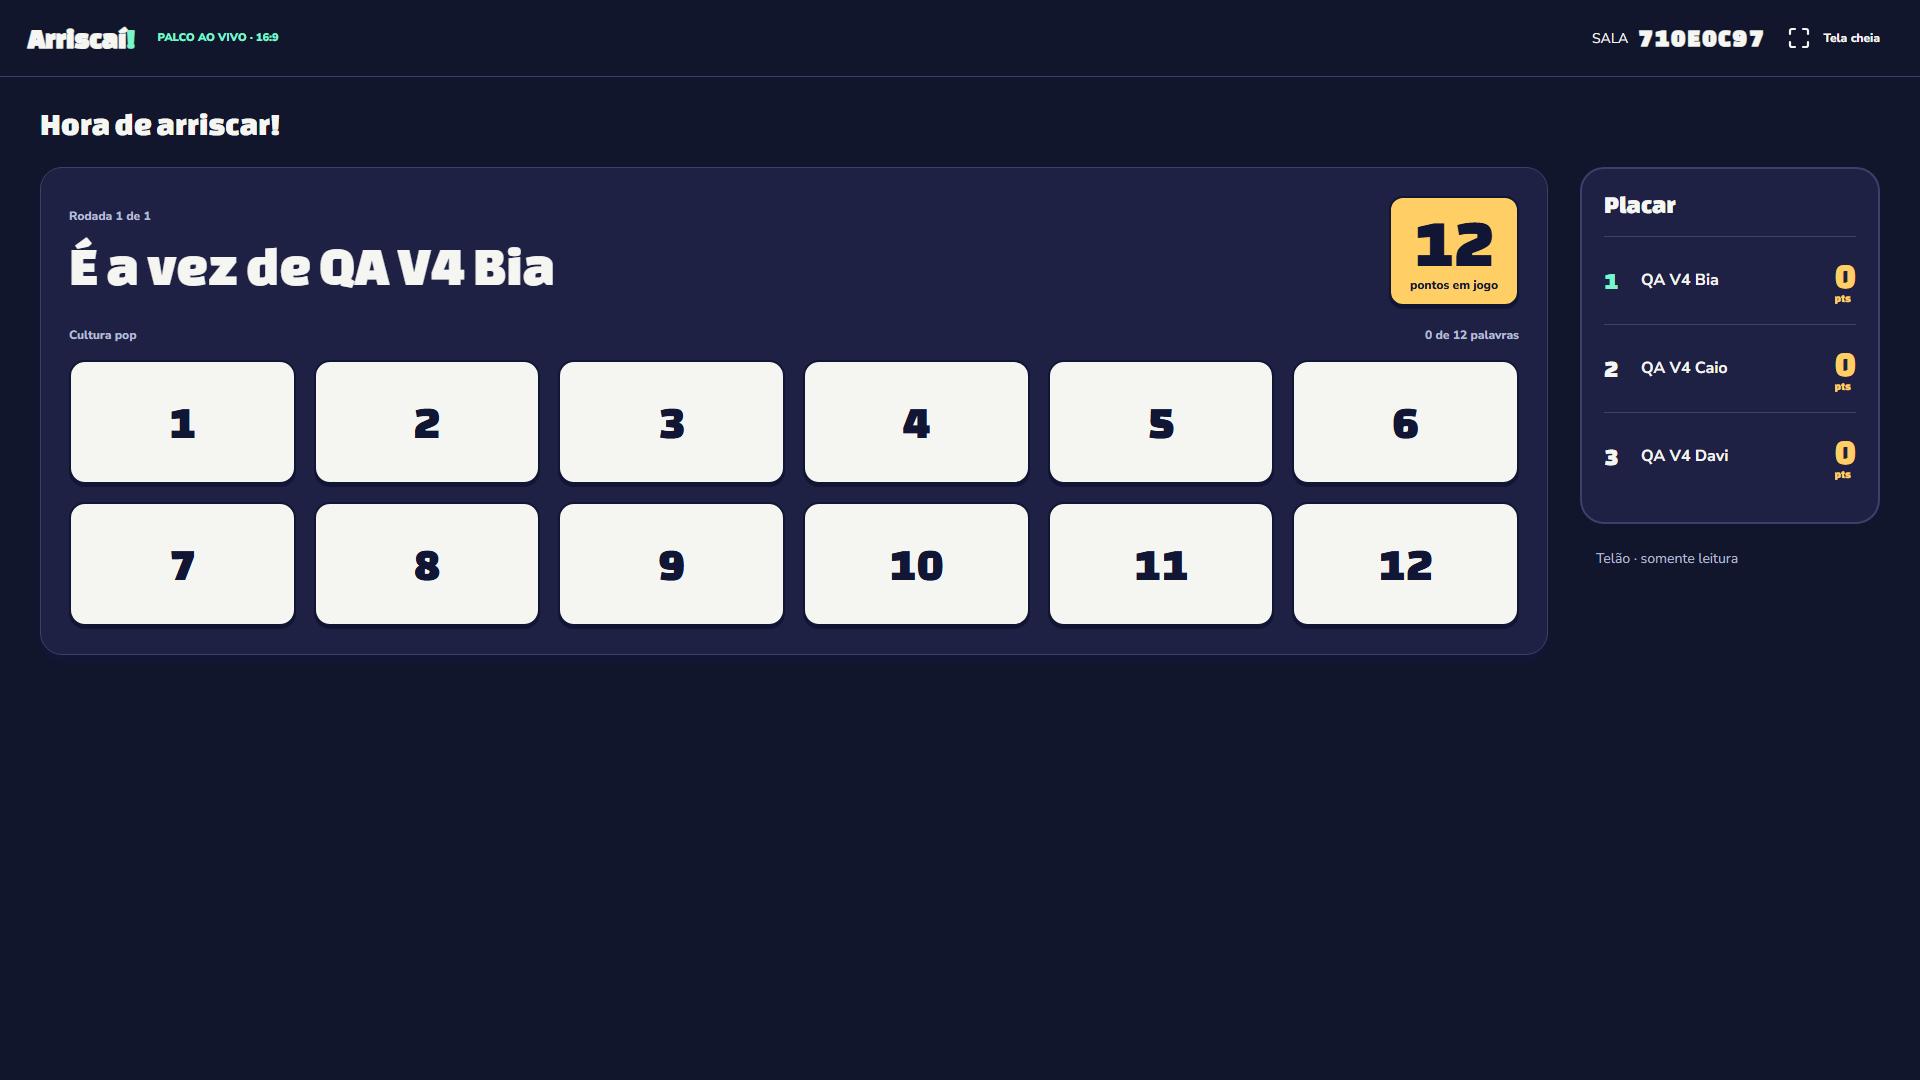 Arriscaí!
PALCO AO VIVO · 16:9
SALA 710E0C97
Tela cheia
Hora de arriscar!
Rodada 1 de 1
É a vez de QA V4 Bia
12
pontos em jogo
Cultura pop
0 de 12 palavras
1 2 3 4 5 6
7 8 9 10 11 12
Placar
1 QA V4 Bia 0 pts
2 QA V4 Caio 0 pts
3 QA V4 Davi 0 pts
Telão · somente leitura